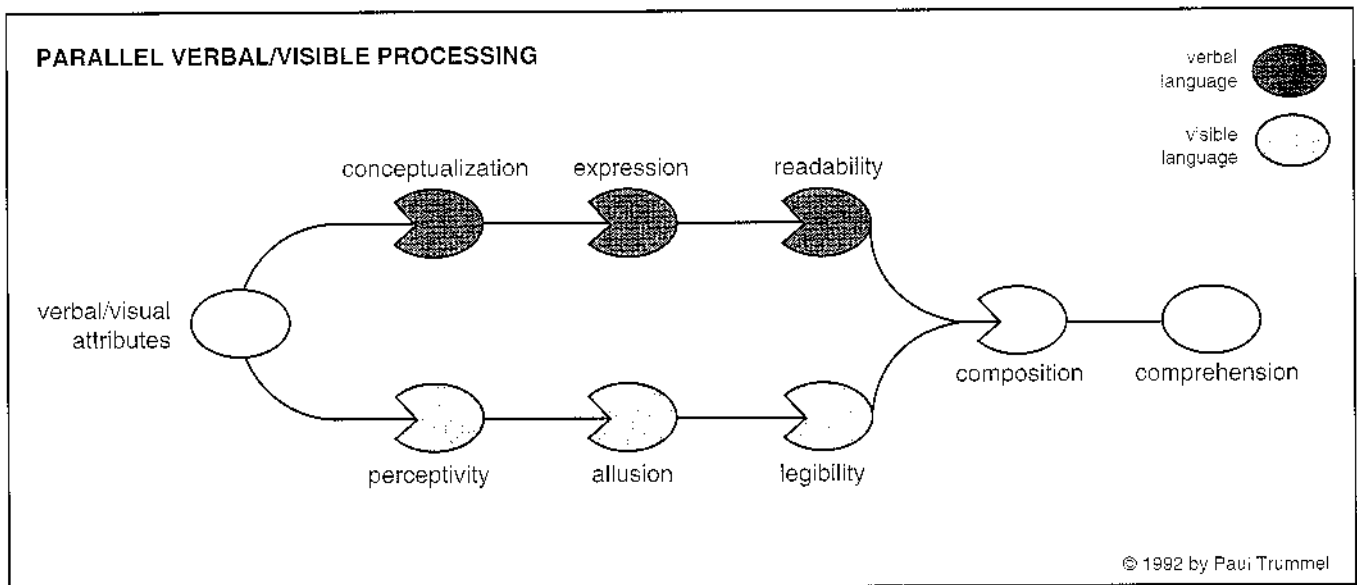 PARALLEL VERBAL/VISIBLE PROCESSING
verbal
language
visible
language
conceptualization
expression
readability
verbal/visual
attributes
composition
comprehension
perceptivity
allusion
legibility
© 1992 by Paul Trummel